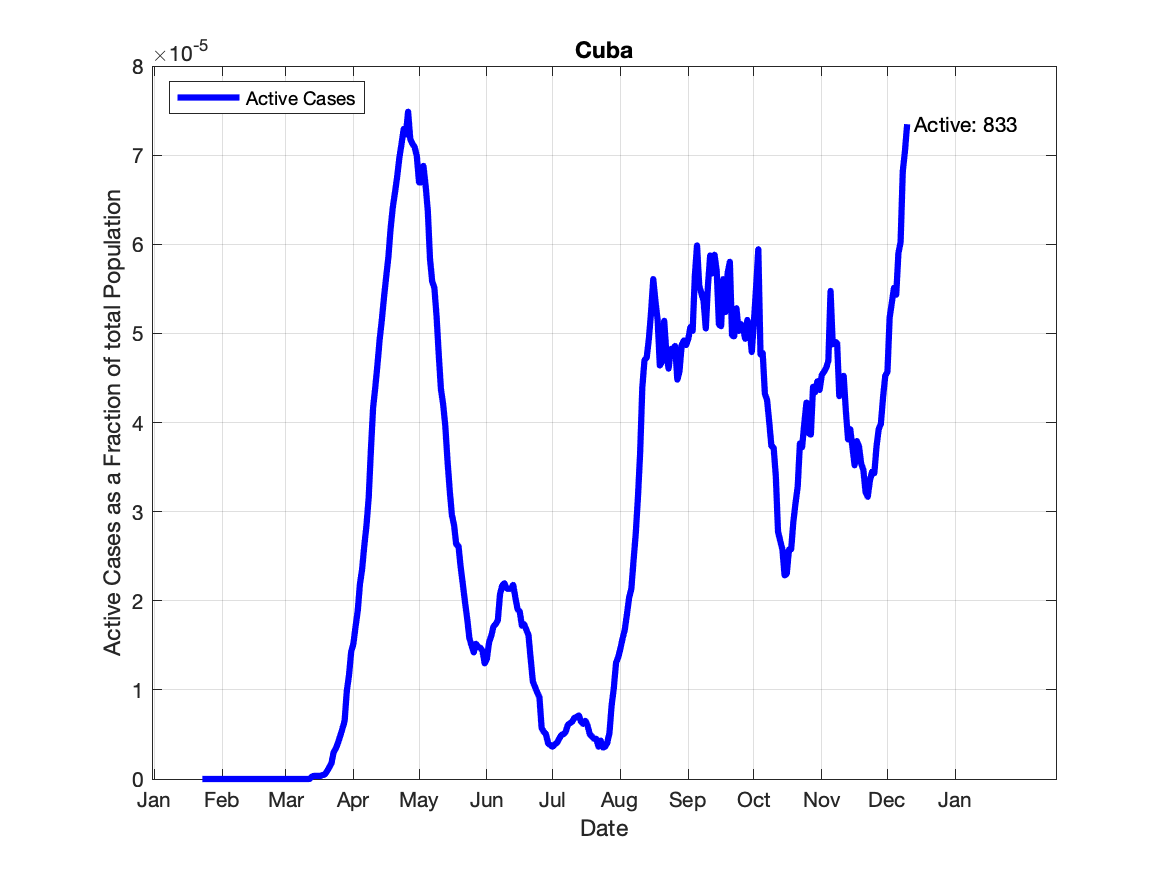 Cuba
×10-5
Active Cases
Active: 833
Active Cases as a Fraction of total Population
8
7
6
5
4
3
2
1
0
Jan Feb Mar Apr May Jun Jul Aug Sep Oct Nov Dec Jan
Date